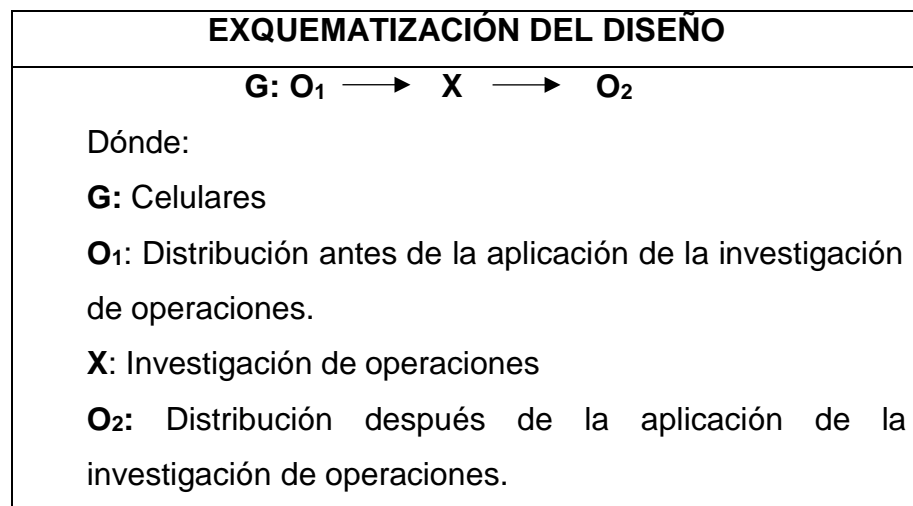 EXQUEMATIZACIÓN DEL DISEÑO
G: O₁ ⟶ X ⟶ O₂
Dónde:
G: Celulares
O₁: Distribución antes de la aplicación de la investigación
de operaciones.
X: Investigación de operaciones
O₂: Distribución después de la aplicación de la
investigación de operaciones.